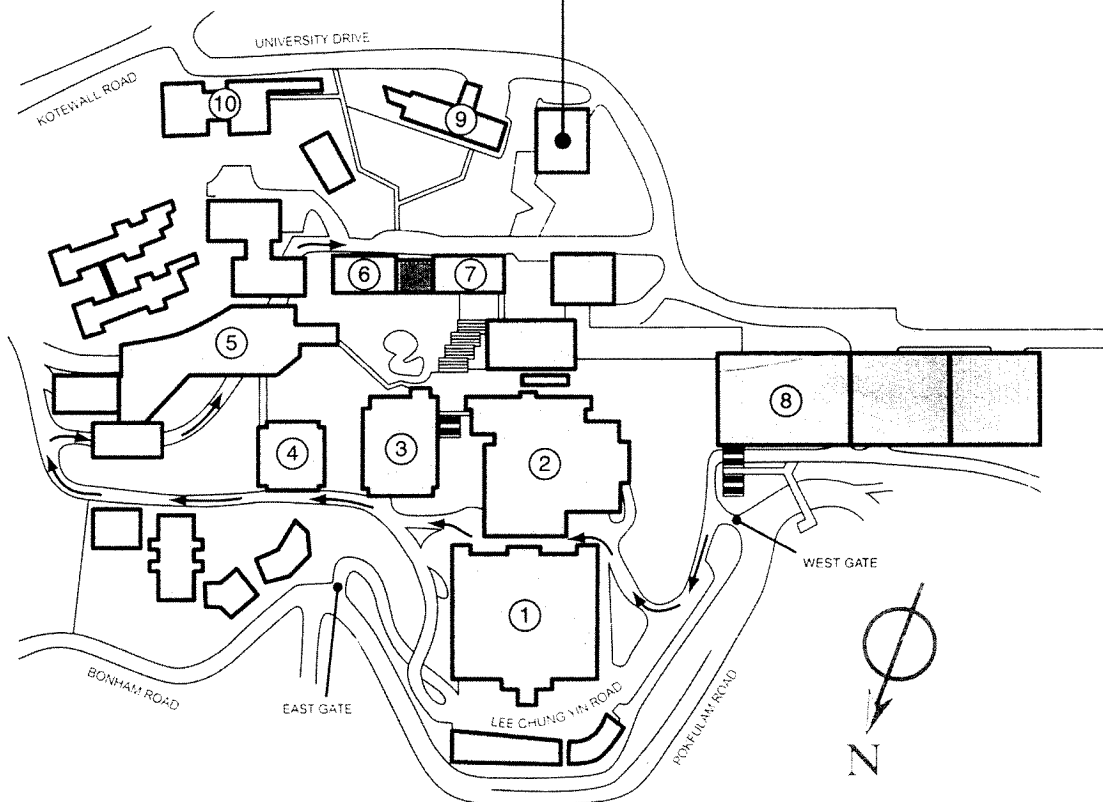 UNIVERSITY DRIVE
KOTEWALL ROAD
10
9
6
7
5
8
4
3
2
WEST GATE
1
BONHAM ROAD
EAST GATE
LEE CHUNG YIN ROAD
POKFULAM ROAD
N